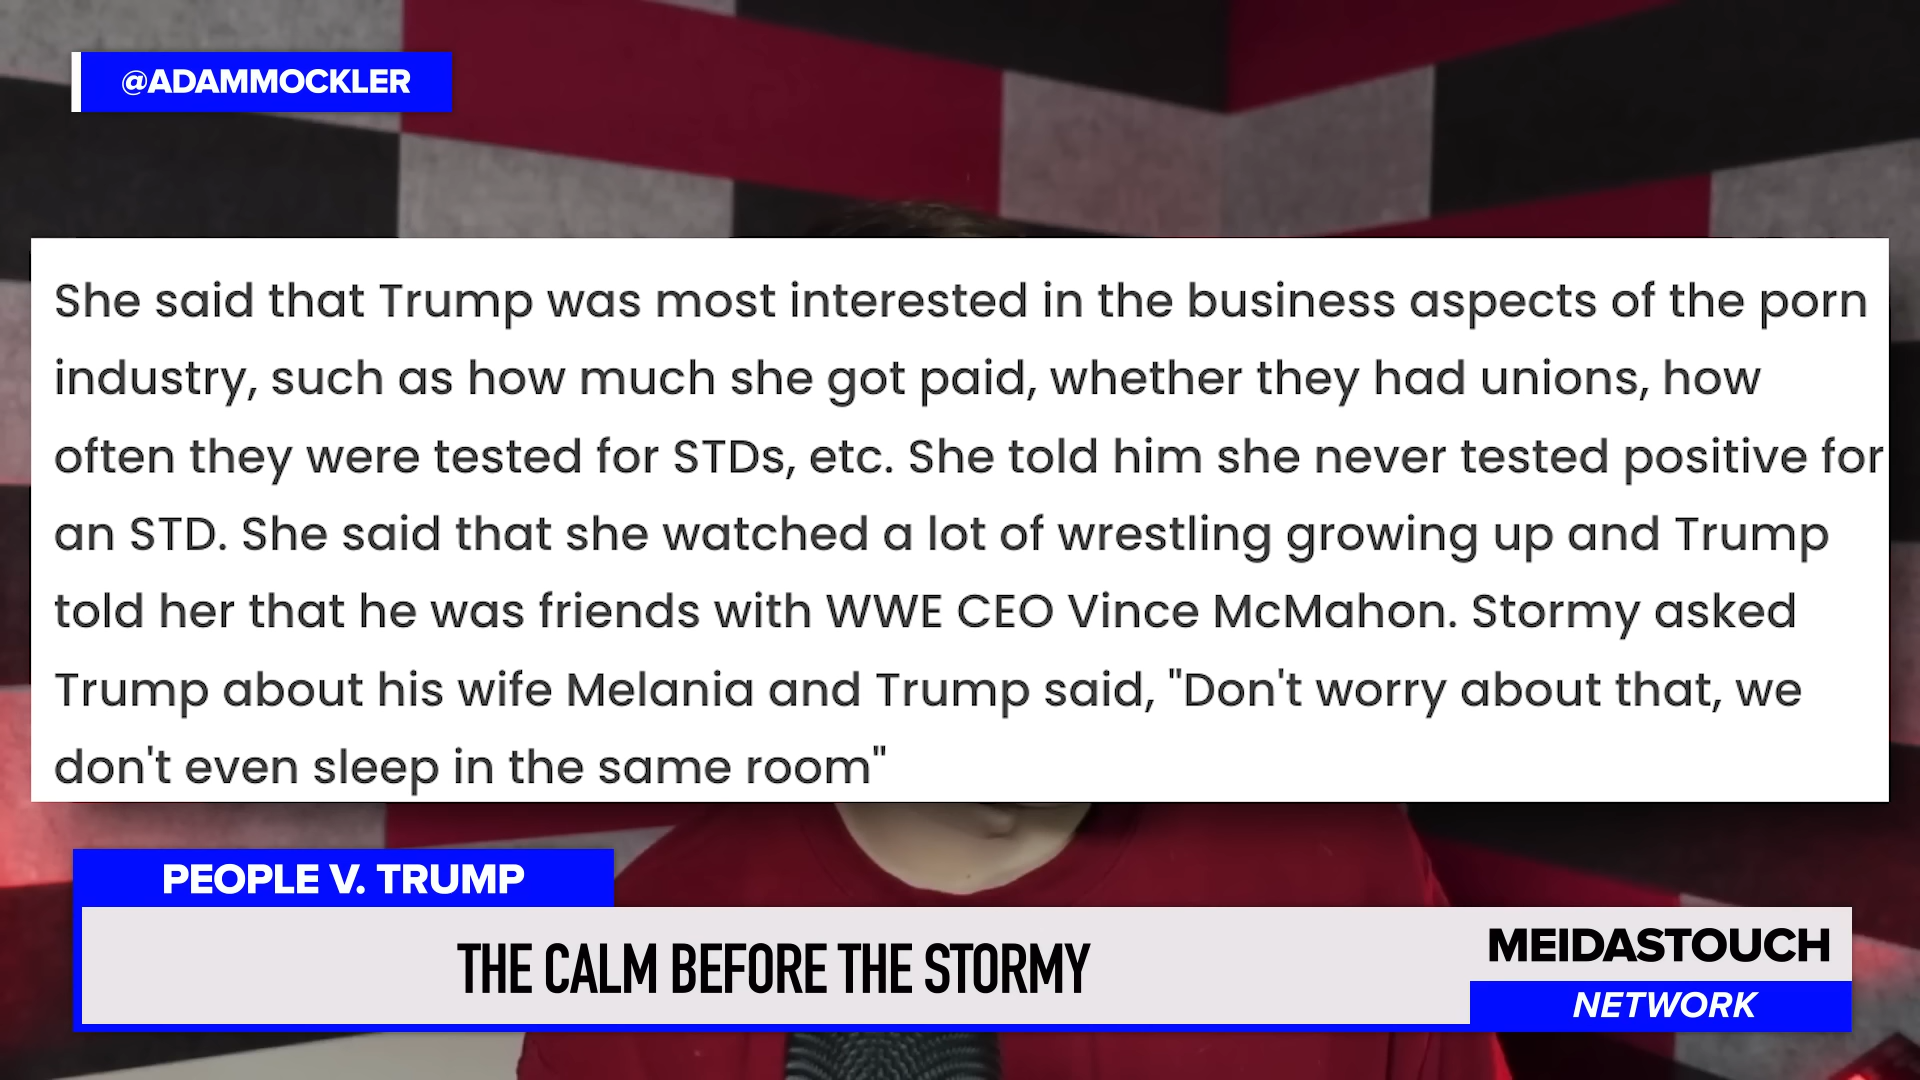 @ADAMMOCKLER
She said that Trump was most interested in the business aspects of the porn
industry, such as how much she got paid, whether they had unions, how
often they were tested for STDs, etc. She told him she never tested positive for
an STD. She said that she watched a lot of wrestling growing up and Trump
told her that he was friends with WWE CEO Vince McMahon. Stormy asked
Trump about his wife Melania and Trump said, "Don't worry about that, we
don't even sleep in the same room"
PEOPLE V. TRUMP
THE CALM BEFORE THE STORMY
MEIDASTOUCH
NETWORK